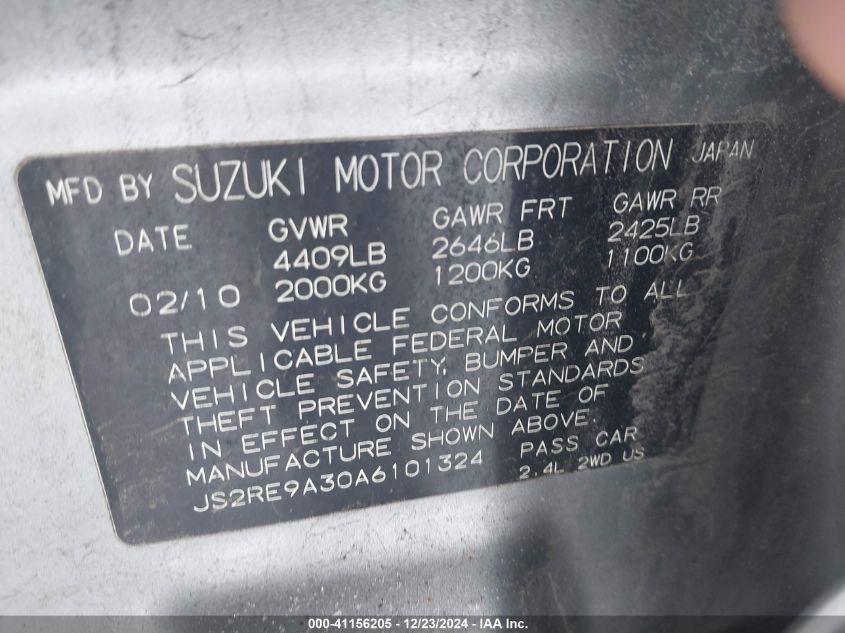 MFD BY SUZUKI MOTOR CORPORATION JAPAN
DATE GVWR GAWR FRT GAWR RR
4409LB 2646LB 2425LB
02/10 2000KG 1200KG 1100KG
THIS VEHICLE CONFORMS TO ALL
APPLICABLE FEDERAL MOTOR
VEHICLE SAFETY, BUMPER AND
THEFT PREVENTION STANDARDS
IN EFFECT ON THE DATE OF
MANUFACTURE SHOWN ABOVE
JS2RE9A30A6101324 PASS CAR
2.4L 2WD US
000-41156205 - 12/23/2024 - IAA Inc.